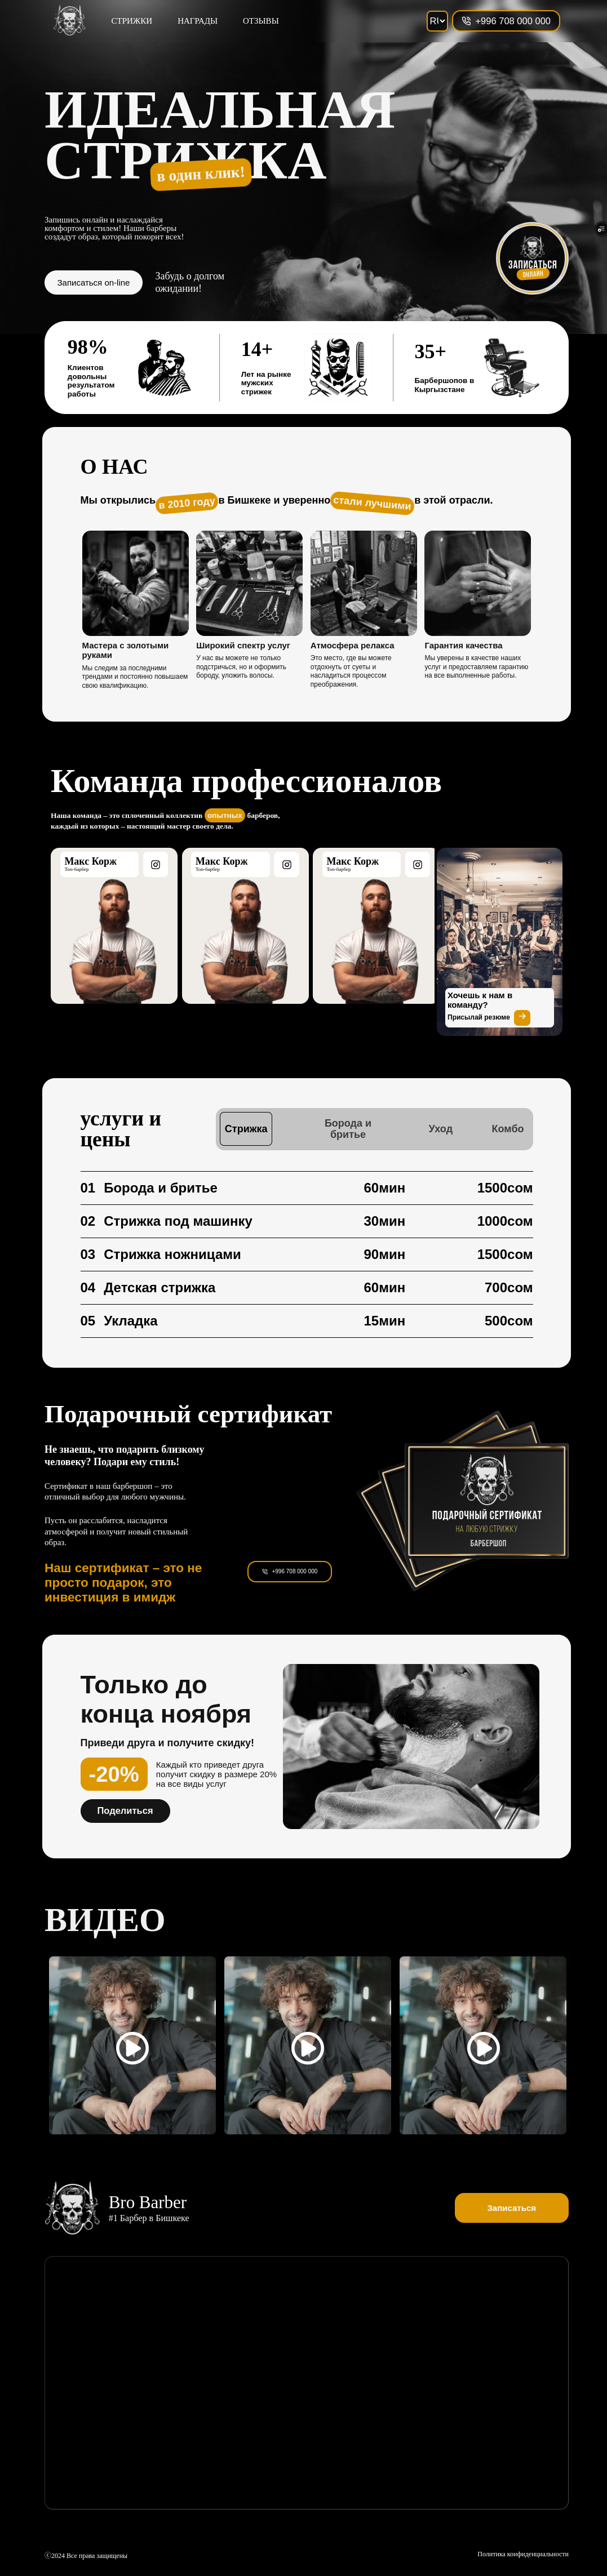 СТРИЖКИ
НАГРАДЫ
ОТЗЫВЫ
RU
+996 708 000 000
ИДЕАЛЬНАЯ
СТРИЖКА
в один клик!
Запишись онлайн и наслаждайся
комфортом и стилем! Наши барберы
создадут образ, который покорит всех!
ЗАПИСАТЬСЯ
ОНЛАЙН
Записаться on-line
Забудь о долгом
ожидании!
98%
Клиентов
довольны
результатом
работы
14+
Лет на рынке
мужских
стрижек
35+
Барбершопов в
Кыргызстане
О НАС
Мы открылись в 2010 году в Бишкеке и уверенно стали лучшими в этой отрасли.
Мастера с золотыми
руками
Мы следим за последними
трендами и постоянно повышаем
свою квалификацию.
Широкий спектр услуг
У нас вы можете не только
подстричься, но и оформить
бороду, уложить волосы.
Атмосфера релакса
Это место, где вы можете
отдохнуть от суеты и
насладиться процессом
преображения.
Гарантия качества
Мы уверены в качестве наших
услуг и предоставляем гарантию
на все выполненные работы.
Команда профессионалов
Наша команда – это сплоченный коллектив опытных барберов,
каждый из которых – настоящий мастер своего дела.
Макс Корж
Топ-барбер
Макс Корж
Топ-барбер
Макс Корж
Топ-барбер
Хочешь к нам в
команду?
Присылай резюме
услуги и
цены
Стрижка
Борода и
бритье
Уход
Комбо
01 Борода и бритье 60мин 1500сом
02 Стрижка под машинку 30мин 1000сом
03 Стрижка ножницами 90мин 1500сом
04 Детская стрижка 60мин 700сом
05 Укладка 15мин 500сом
Подарочный сертификат
Не знаешь, что подарить близкому
человеку? Подари ему стиль!
Сертификат в наш барбершоп – это
отличный выбор для любого мужчины.
Пусть он расслабится, насладится
атмосферой и получит новый стильный
образ.
Наш сертификат – это не
просто подарок, это
инвестиция в имидж
+996 708 000 000
ПОДАРОЧНЫЙ СЕРТИФИКАТ
НА ЛЮБУЮ СТРИЖКУ
БАРБЕРШОП
Только до
конца ноября
Приведи друга и получите скидку!
-20%
Каждый кто приведет друга
получит скидку в размере 20%
на все виды услуг
Поделиться
ВИДЕО
Bro Barber
#1 Барбер в Бишкеке
Записаться
Ⓒ2024 Все права защищены
Политика конфиденциальности